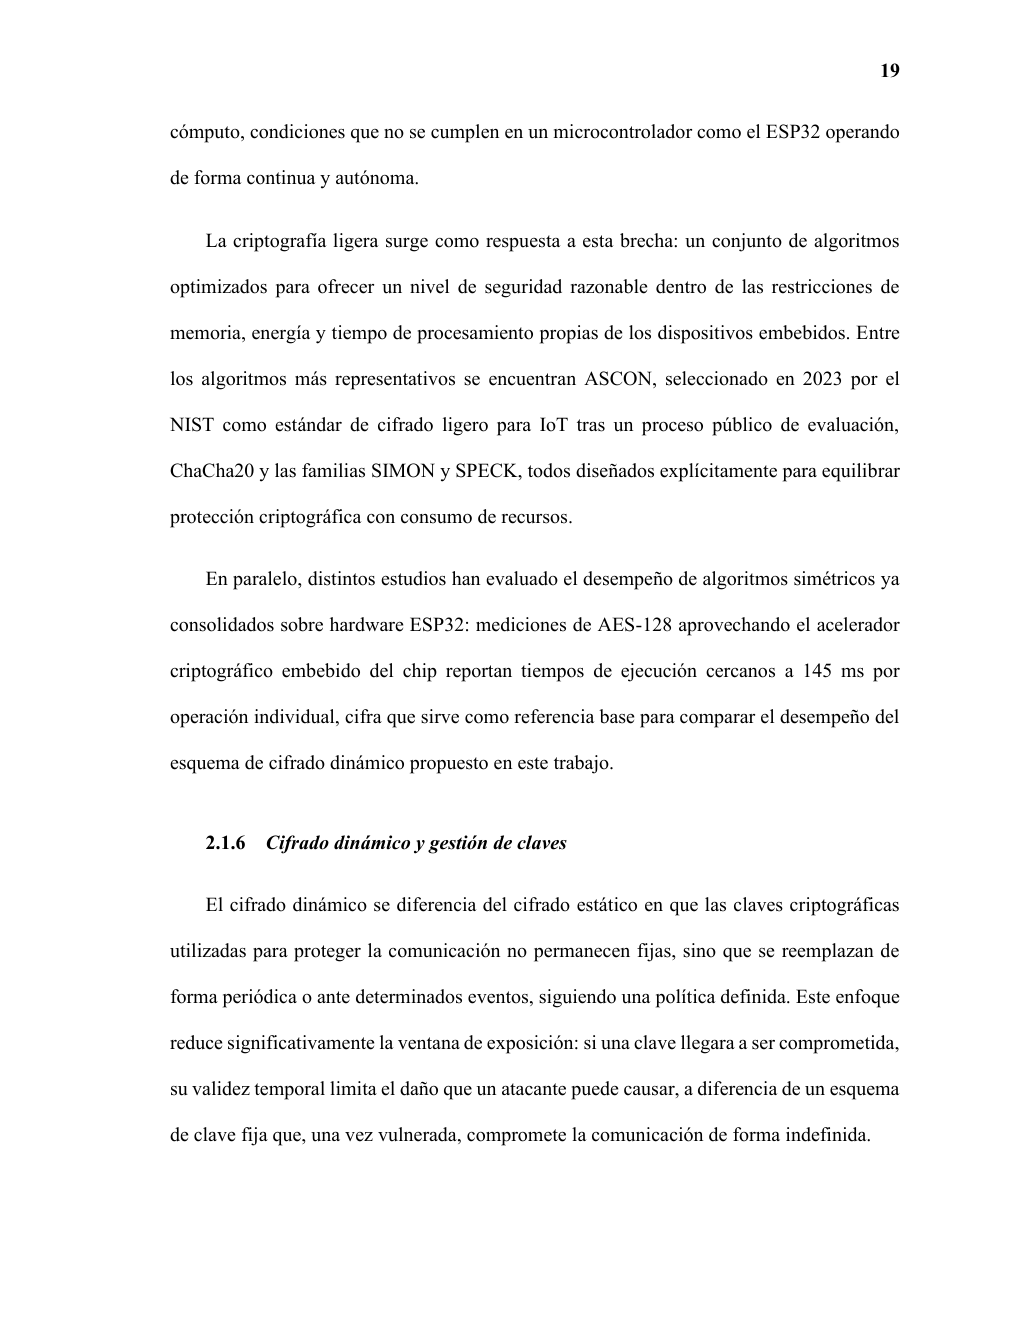 19
cómputo, condiciones que no se cumplen en un microcontrolador como el ESP32 operando
de forma continua y autónoma.
La criptografía ligera surge como respuesta a esta brecha: un conjunto de algoritmos
optimizados para ofrecer un nivel de seguridad razonable dentro de las restricciones de
memoria, energía y tiempo de procesamiento propias de los dispositivos embebidos. Entre
los algoritmos más representativos se encuentran ASCON, seleccionado en 2023 por el
NIST como estándar de cifrado ligero para IoT tras un proceso público de evaluación,
ChaCha20 y las familias SIMON y SPECK, todos diseñados explícitamente para equilibrar
protección criptográfica con consumo de recursos.
En paralelo, distintos estudios han evaluado el desempeño de algoritmos simétricos ya
consolidados sobre hardware ESP32: mediciones de AES-128 aprovechando el acelerador
criptográfico embebido del chip reportan tiempos de ejecución cercanos a 145 ms por
operación individual, cifra que sirve como referencia base para comparar el desempeño del
esquema de cifrado dinámico propuesto en este trabajo.
2.1.6 Cifrado dinámico y gestión de claves
El cifrado dinámico se diferencia del cifrado estático en que las claves criptográficas
utilizadas para proteger la comunicación no permanecen fijas, sino que se reemplazan de
forma periódica o ante determinados eventos, siguiendo una política definida. Este enfoque
reduce significativamente la ventana de exposición: si una clave llegara a ser comprometida,
su validez temporal limita el daño que un atacante puede causar, a diferencia de un esquema
de clave fija que, una vez vulnerada, compromete la comunicación de forma indefinida.